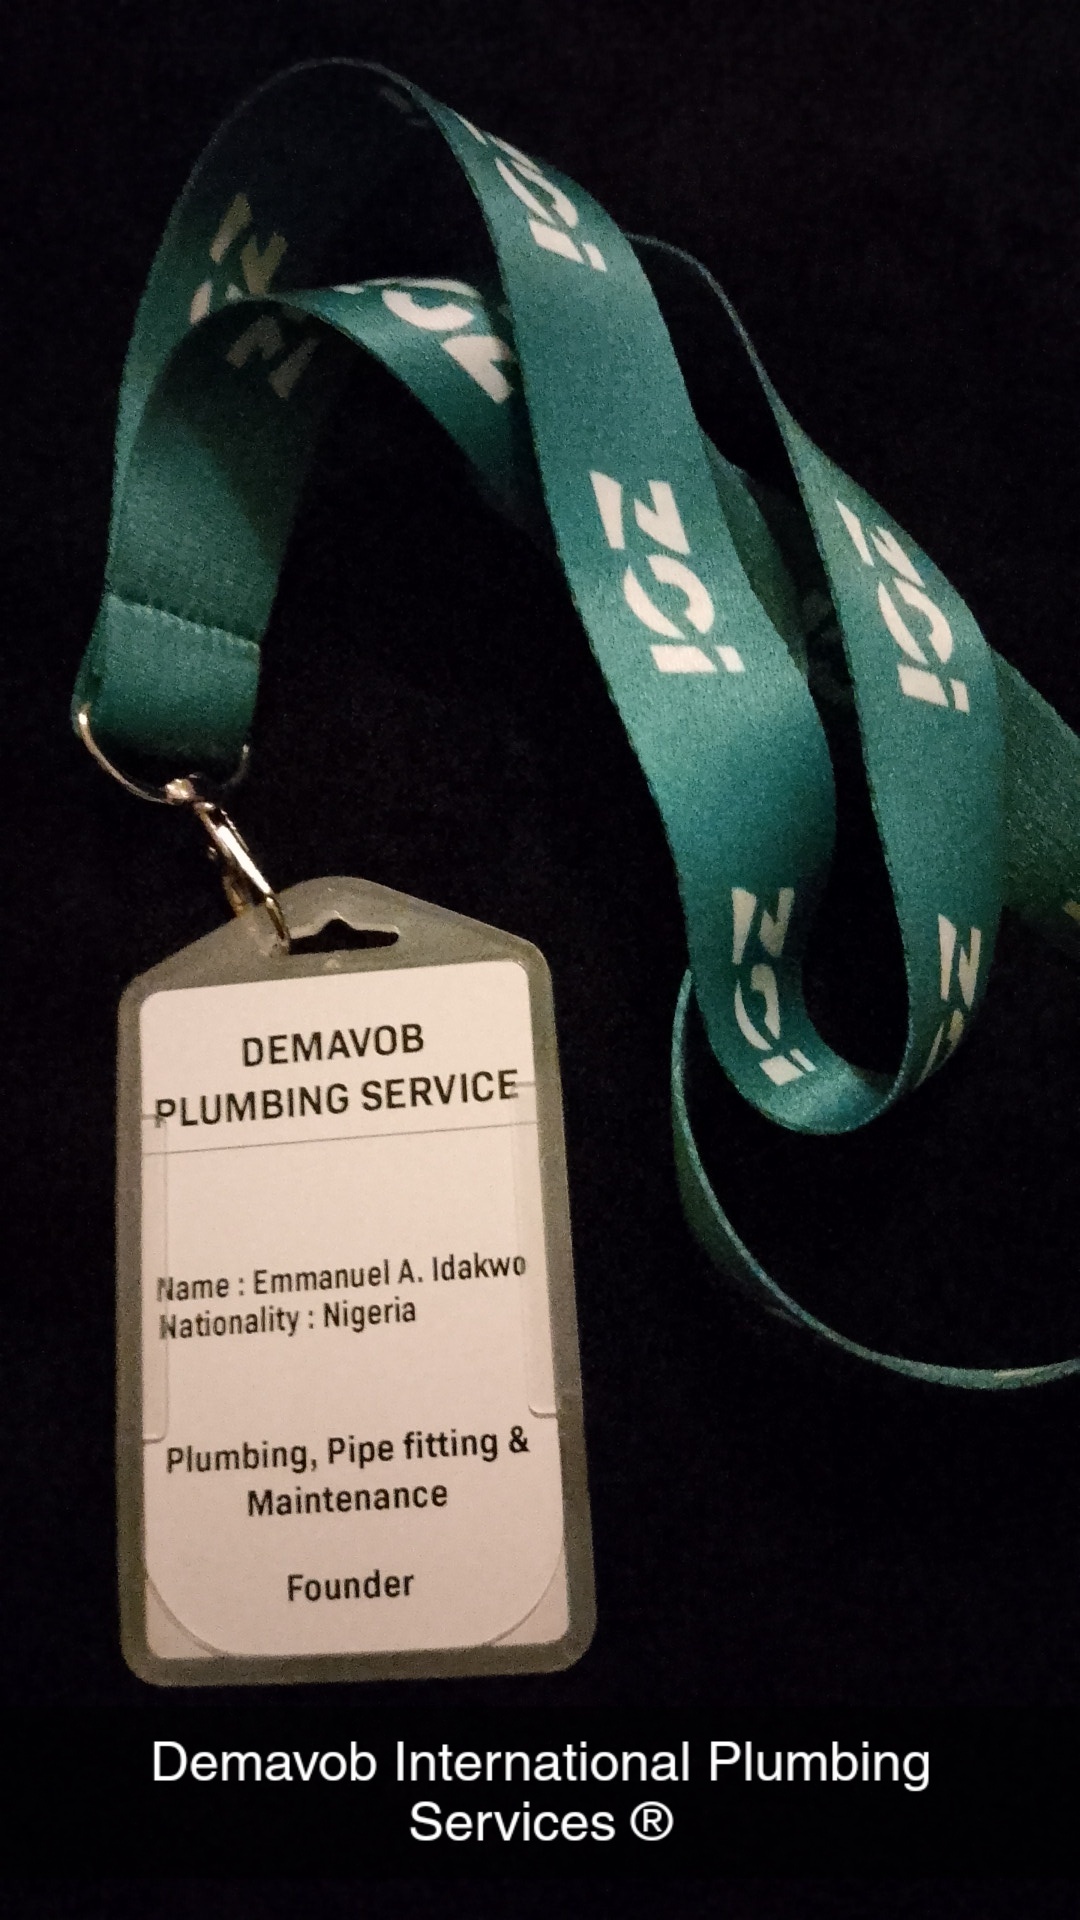 DEMAVOB
PLUMBING SERVICE
Name : Emmanuel A. Idakwo
Nationality : Nigeria
Plumbing, Pipe fitting &
Maintenance
Founder
Demavob International Plumbing
Services ®